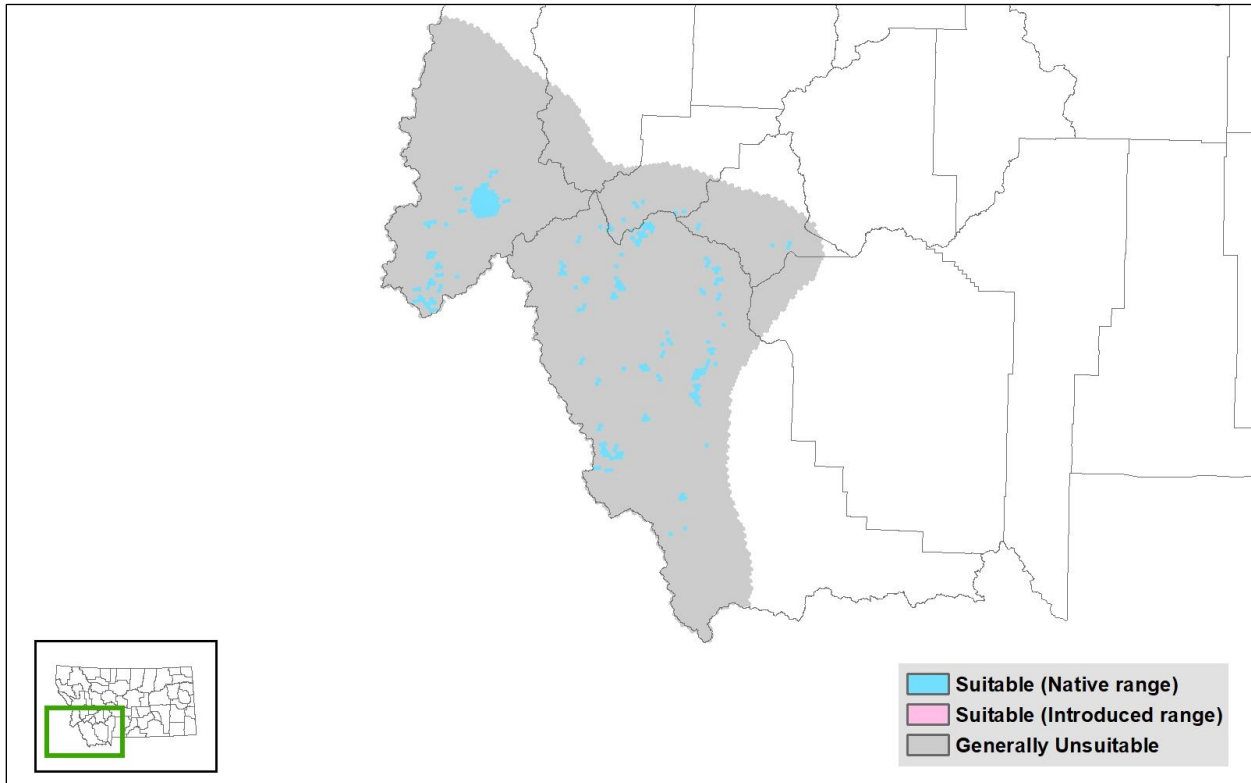 Suitable (Native range)
Suitable (Introduced range)
Generally Unsuitable